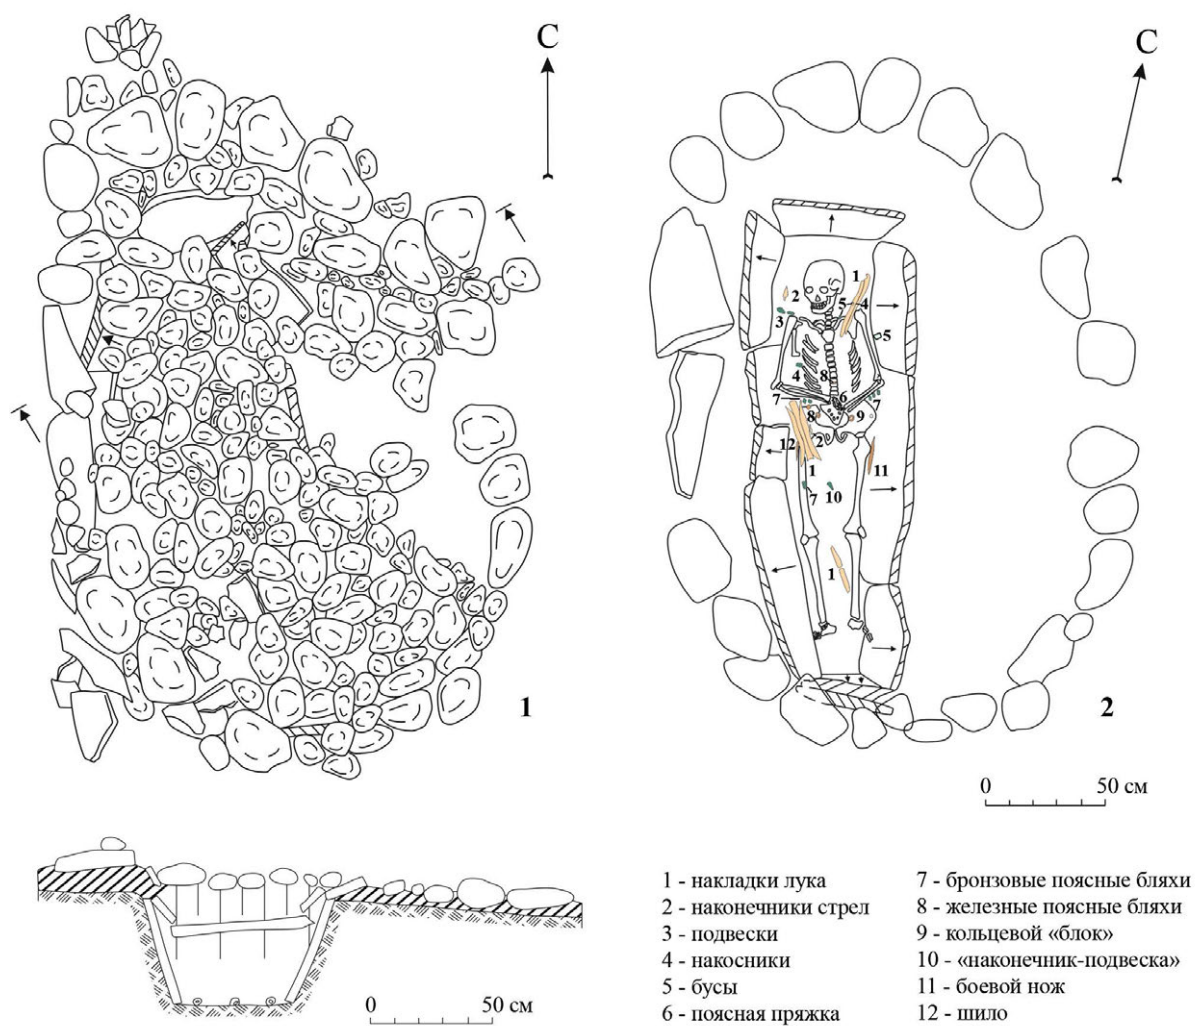 С
С
1
2
3
5
4
5
4
8
6
7
7
8
9
12
2
1
11
7
10
1
1
2
0 50 см
0 50 см
1 - накладки лука
2 - наконечники стрел
3 - подвески
4 - накосники
5 - бусы
6 - поясная пряжка
7 - бронзовые поясные бляхи
8 - железные поясные бляхи
9 - кольцевой «блок»
10 - «наконечник-подвеска»
11 - боевой нож
12 - шило